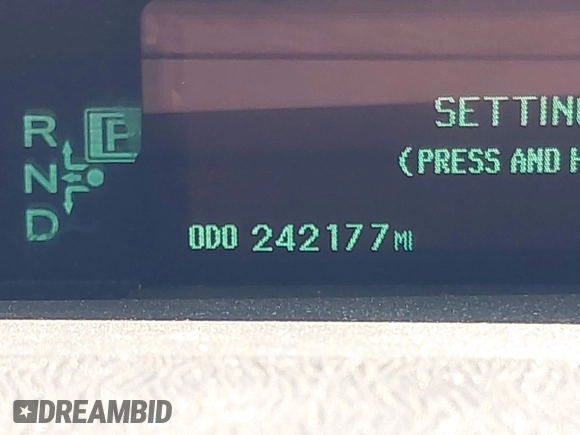 SETTIN
(PRESS AND H
R P
N
D
ODO 242177 MI
DREAMBID